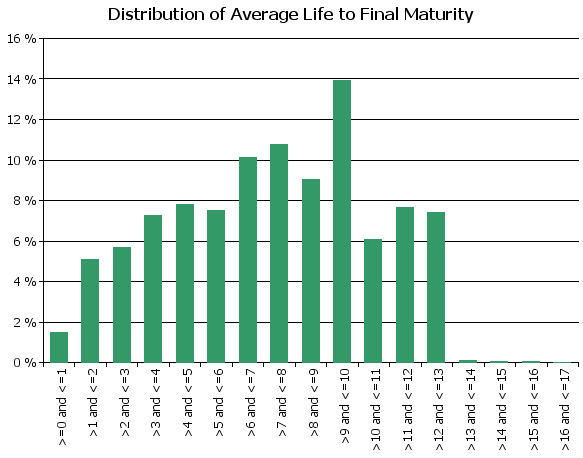 Distribution of Average Life to Final Maturity
16 %
14 %
12 %
10 %
8 %
6 %
4 %
2 %
0 %
>=0 and <=1
>1 and <=2
>2 and <=3
>3 and <=4
>4 and <=5
>5 and <=6
>6 and <=7
>7 and <=8
>8 and <=9
>9 and <=10
>10 and <=11
>11 and <=12
>12 and <=13
>13 and <=14
>14 and <=15
>15 and <=16
>16 and <=17